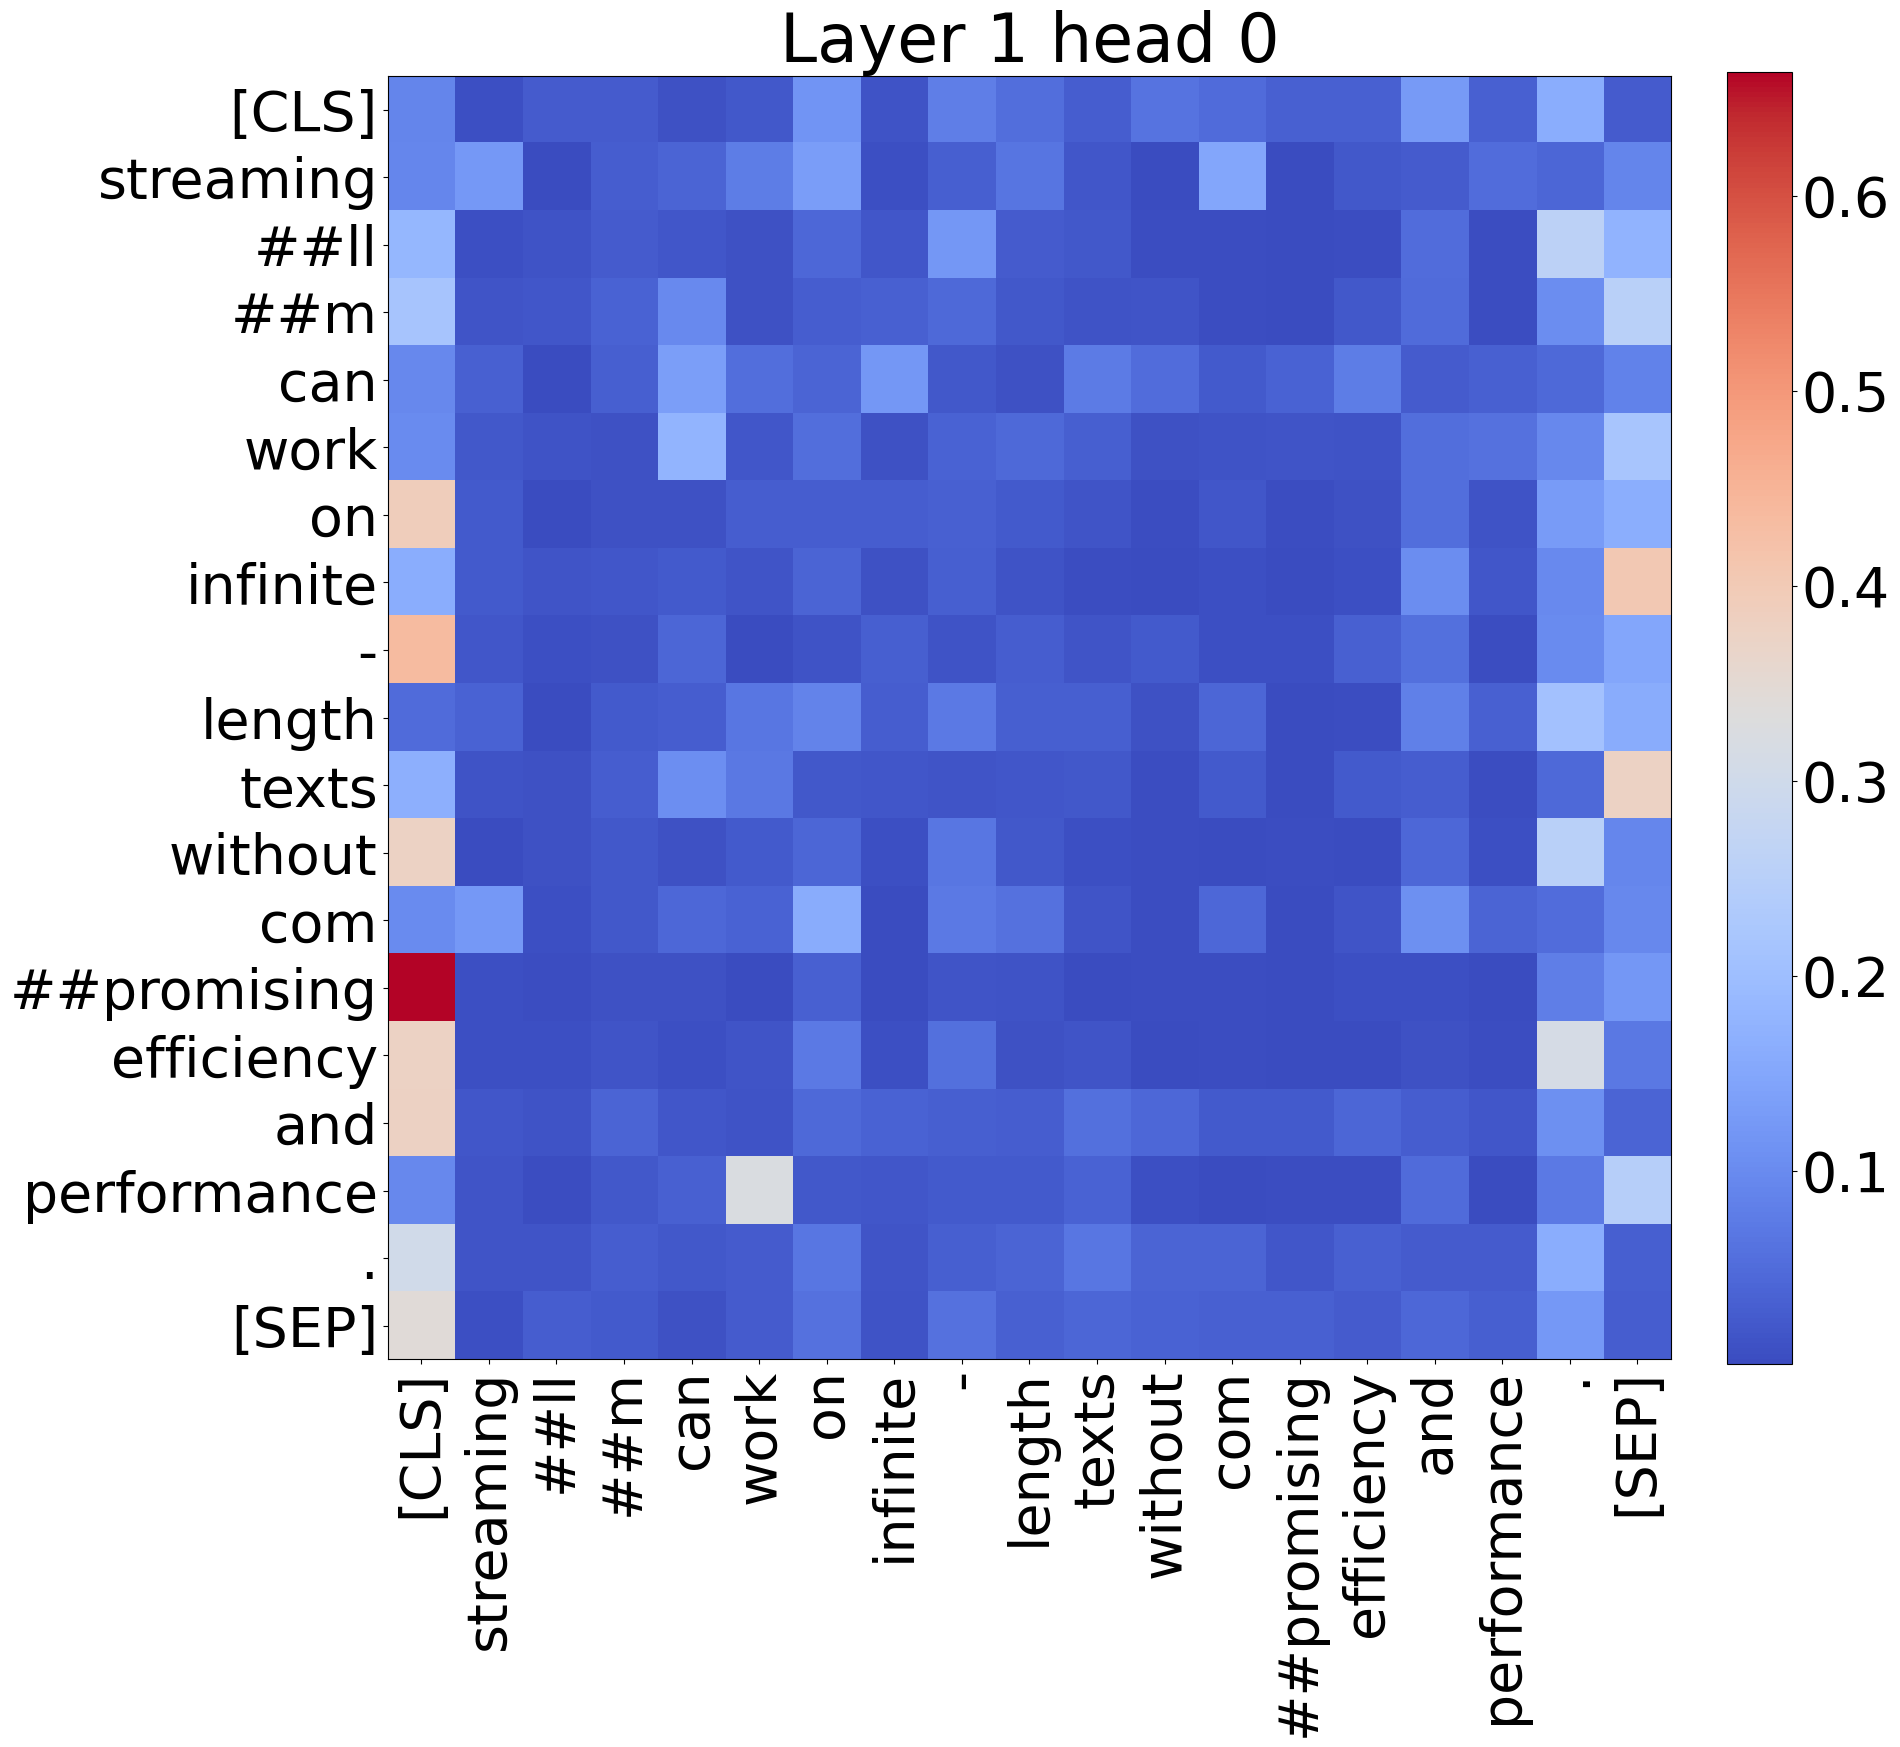 Layer 1 head 0
[CLS]
streaming
##ll
##m
can
work
on
infinite
-
length
texts
without
com
##promising
efficiency
and
performance
.
[SEP]
[CLS]
streaming
##ll
##m
can
work
on
infinite
-
length
texts
without
com
##promising
efficiency
and
performance
.
[SEP]
0.6
0.5
0.4
0.3
0.2
0.1